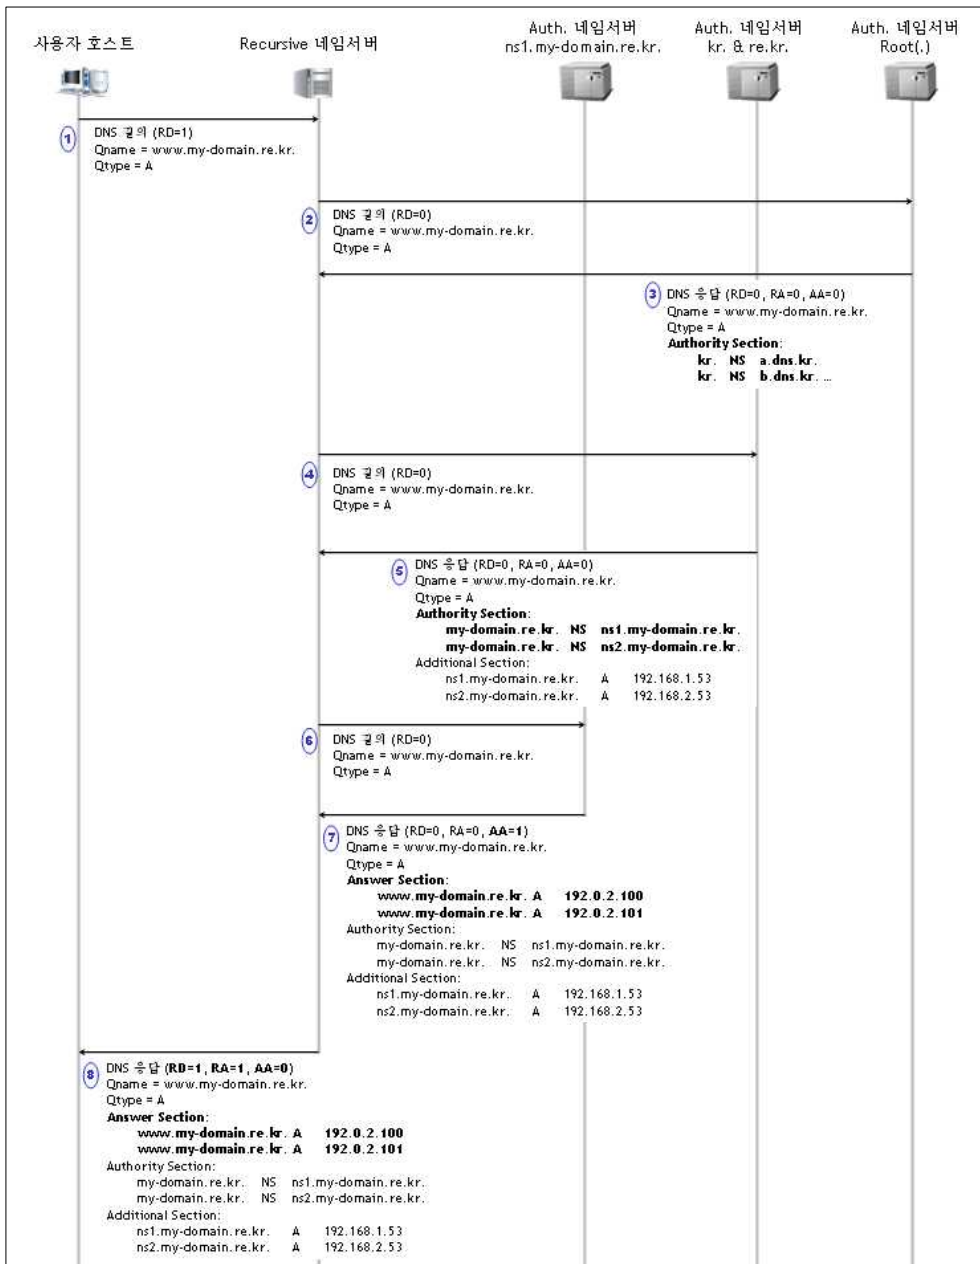 사용자 호스트
Recursive 네임서버
Auth. 네임서버
ns1.my-domain.re.kr.
Auth. 네임서버
kr. & re.kr.
Auth. 네임서버
Root(.)
1
DNS 질의 (RD=1)
Qname = www.my-domain.re.kr.
Qtype = A
2
DNS 질의 (RD=0)
Qname = www.my-domain.re.kr.
Qtype = A
3 DNS 응답 (RD=0, RA=0, AA=0)
Qname = www.my-domain.re.kr.
Qtype = A
Authority Section:
kr. NS a.dns.kr.
kr. NS b.dns.kr. ...
4
DNS 질의 (RD=0)
Qname = www.my-domain.re.kr.
Qtype = A
5 DNS 응답 (RD=0, RA=0, AA=0)
Qname = www.my-domain.re.kr.
Qtype = A
Authority Section:
my-domain.re.kr. NS ns1.my-domain.re.kr.
my-domain.re.kr. NS ns2.my-domain.re.kr.
Additional Section:
ns1.my-domain.re.kr. A 192.168.1.53
ns2.my-domain.re.kr. A 192.168.2.53
6 DNS 질의 (RD=0)
Qname = www.my-domain.re.kr.
Qtype = A
7 DNS 응답 (RD=0, RA=0, AA=1)
Qname = www.my-domain.re.kr.
Qtype = A
Answer Section:
www.my-domain.re.kr. A 192.0.2.100
www.my-domain.re.kr. A 192.0.2.101
Authority Section:
my-domain.re.kr. NS ns1.my-domain.re.kr.
my-domain.re.kr. NS ns2.my-domain.re.kr.
Additional Section:
ns1.my-domain.re.kr. A 192.168.1.53
ns2.my-domain.re.kr. A 192.168.2.53
8 DNS 응답 (RD=1, RA=1, AA=0)
Qname = www.my-domain.re.kr.
Qtype = A
Answer Section:
www.my-domain.re.kr. A 192.0.2.100
www.my-domain.re.kr. A 192.0.2.101
Authority Section:
my-domain.re.kr. NS ns1.my-domain.re.kr.
my-domain.re.kr. NS ns2.my-domain.re.kr.
Additional Section:
ns1.my-domain.re.kr. A 192.168.1.53
ns2.my-domain.re.kr. A 192.168.2.53